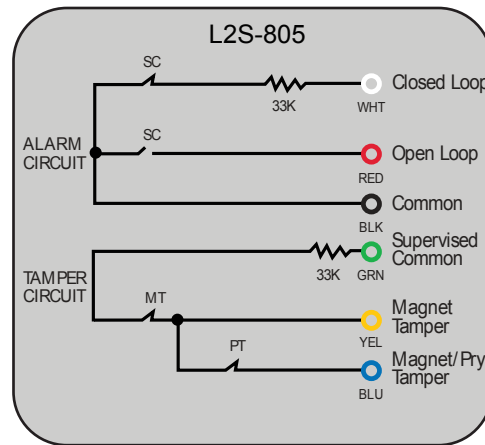 L2S-805
SC
Closed Loop
33K
WHT
ALARM
CIRCUIT
SC
Open Loop
RED
Common
BLK
Supervised
Common
33K
GRN
TAMPER
CIRCUIT
MT
Magnet
Tamper
YEL
PT
Magnet/Pry
Tamper
BLU